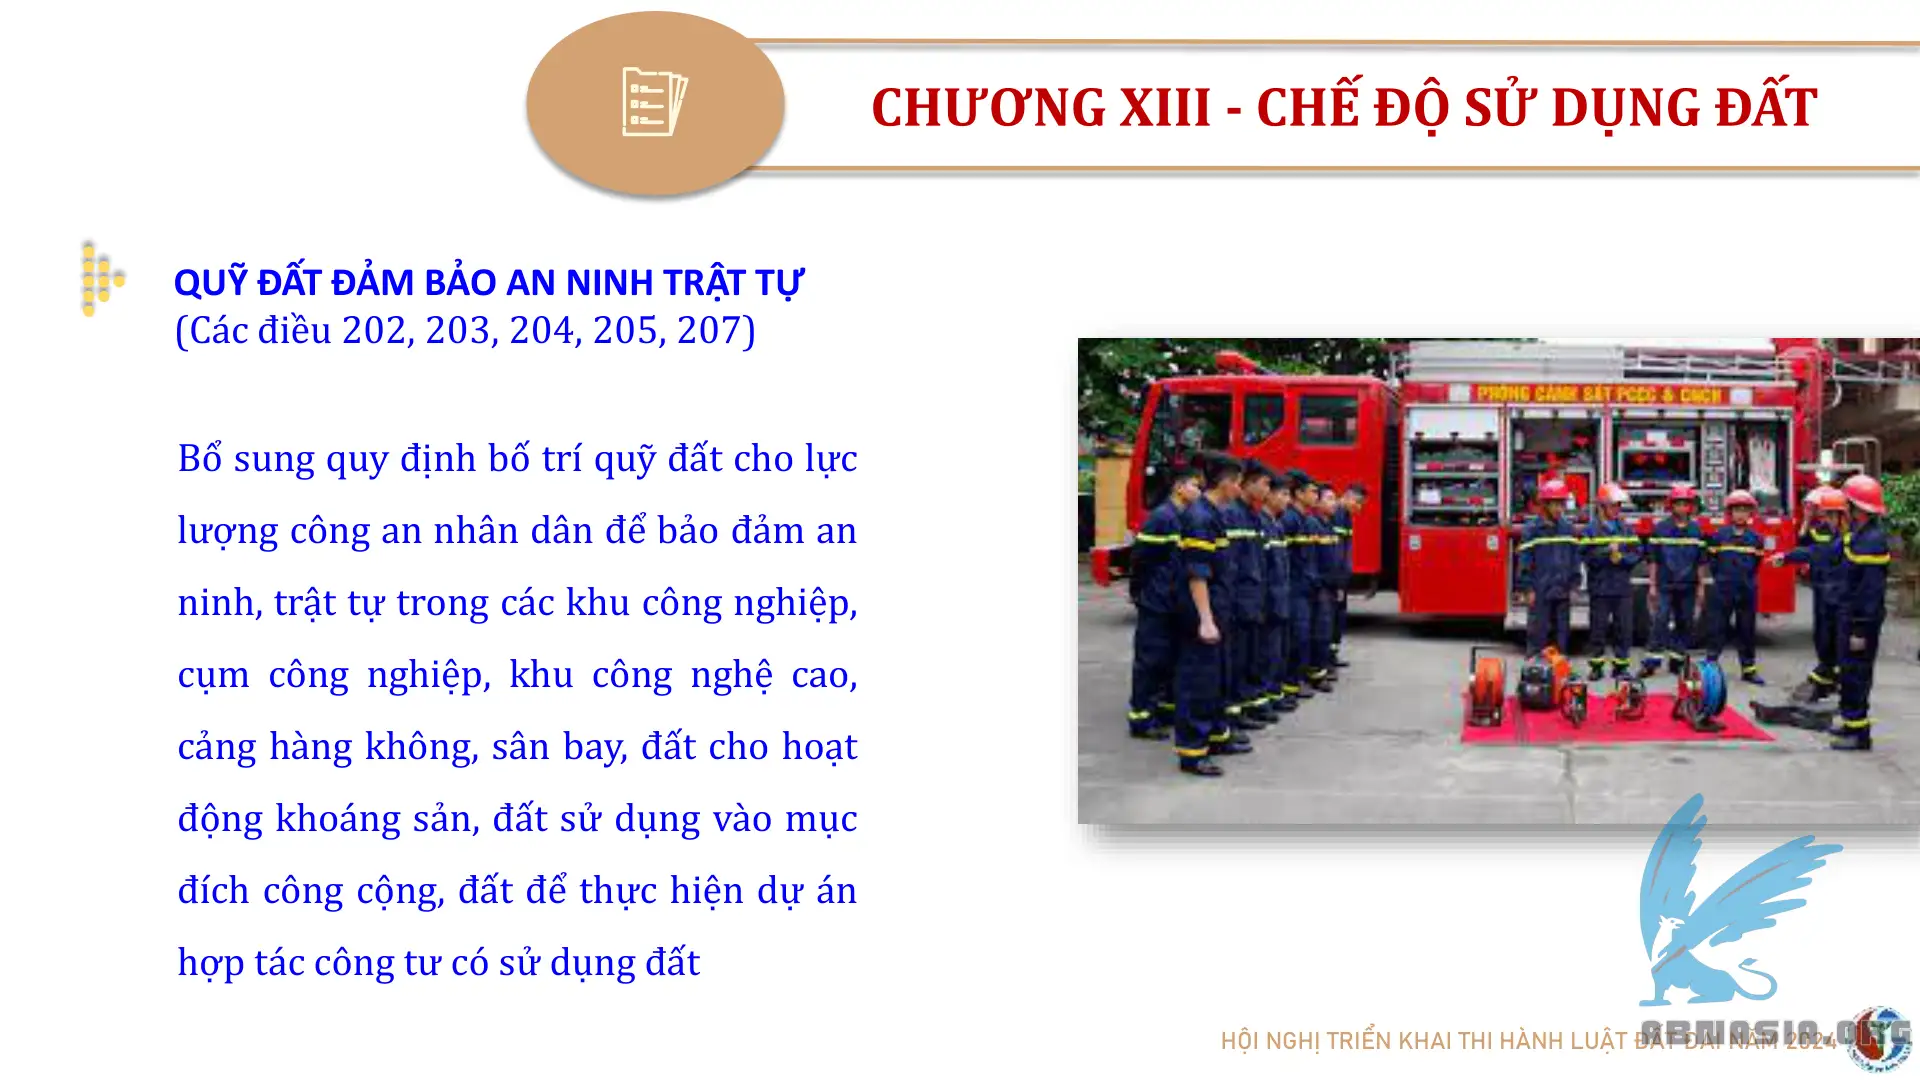 CHƯƠNG XIII - CHẾ ĐỘ SỬ DỤNG ĐẤT
QUỸ ĐẤT ĐẢM BẢO AN NINH TRẬT TỰ
(Các điều 202, 203, 204, 205, 207)
Bổ sung quy định bố trí quỹ đất cho lực
lượng công an nhân dân để bảo đảm an
ninh, trật tự trong các khu công nghiệp,
cụm công nghiệp, khu công nghệ cao,
cảng hàng không, sân bay, đất cho hoạt
động khoáng sản, đất sử dụng vào mục
đích công cộng, đất để thực hiện dự án
hợp tác công tư có sử dụng đất
PHÒNG CẢNH SÁT PCCC & CNCH
HỘI NGHỊ TRIỂN KHAI THI HÀNH LUẬT ĐẤT ĐAI NĂM 2024
ABMASIA.ORG